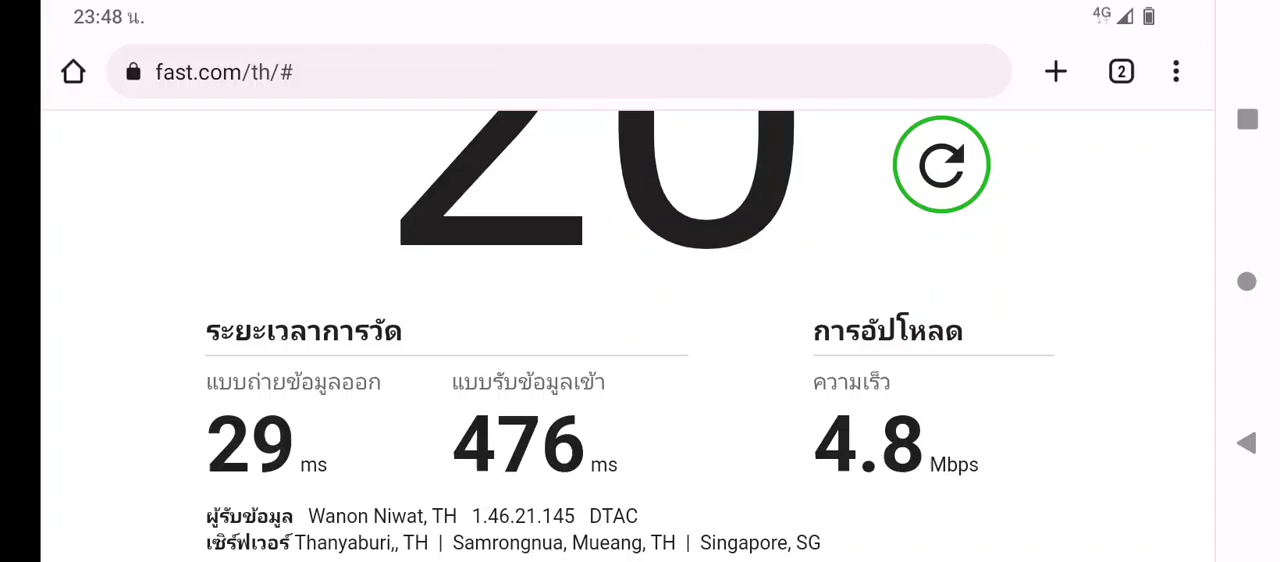 23:48 น.
4G
fast.com/th/#
2
20
ระยะเวลาการวัด
การอัปโหลด
แบบถ่ายข้อมูลออก
แบบรับข้อมูลเข้า
ความเร็ว
29 ms
476 ms
4.8 Mbps
ผู้รับข้อมูล Wanon Niwat, TH 1.46.21.145 DTAC
เซิร์ฟเวอร์ Thanyaburi,, TH | Samrongnua, Mueang, TH | Singapore, SG